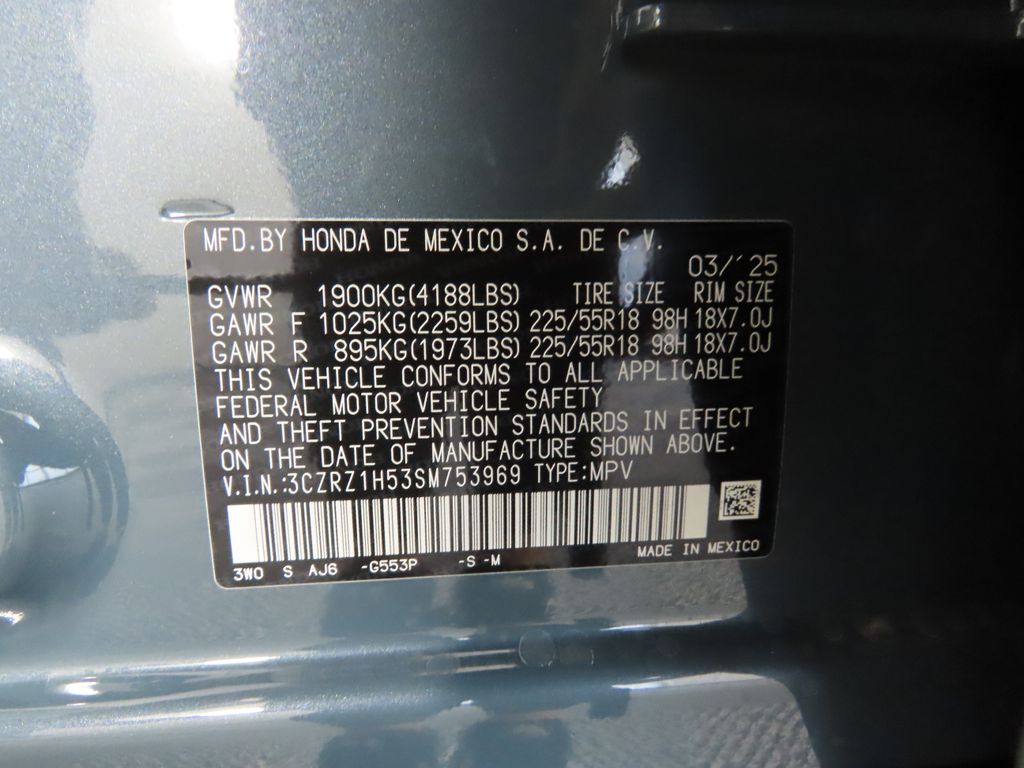 MFD.BY HONDA DE MEXICO S.A. DE C.V.
03/'25
GVWR 1900KG(4188LBS) TIRE SIZE RIM SIZE
GAWR F 1025KG(2259LBS) 225/55R18 98H 18X7.0J
GAWR R 895KG(1973LBS) 225/55R18 98H 18X7.0J
THIS VEHICLE CONFORMS TO ALL APPLICABLE
FEDERAL MOTOR VEHICLE SAFETY
AND THEFT PREVENTION STANDARDS IN EFFECT
ON THE DATE OF MANUFACTURE SHOWN ABOVE.
V.I.N.:3CZRZ1H53SM753969 TYPE:MPV
MADE IN MEXICO
3W0 S AJ6 -G553P -S -M